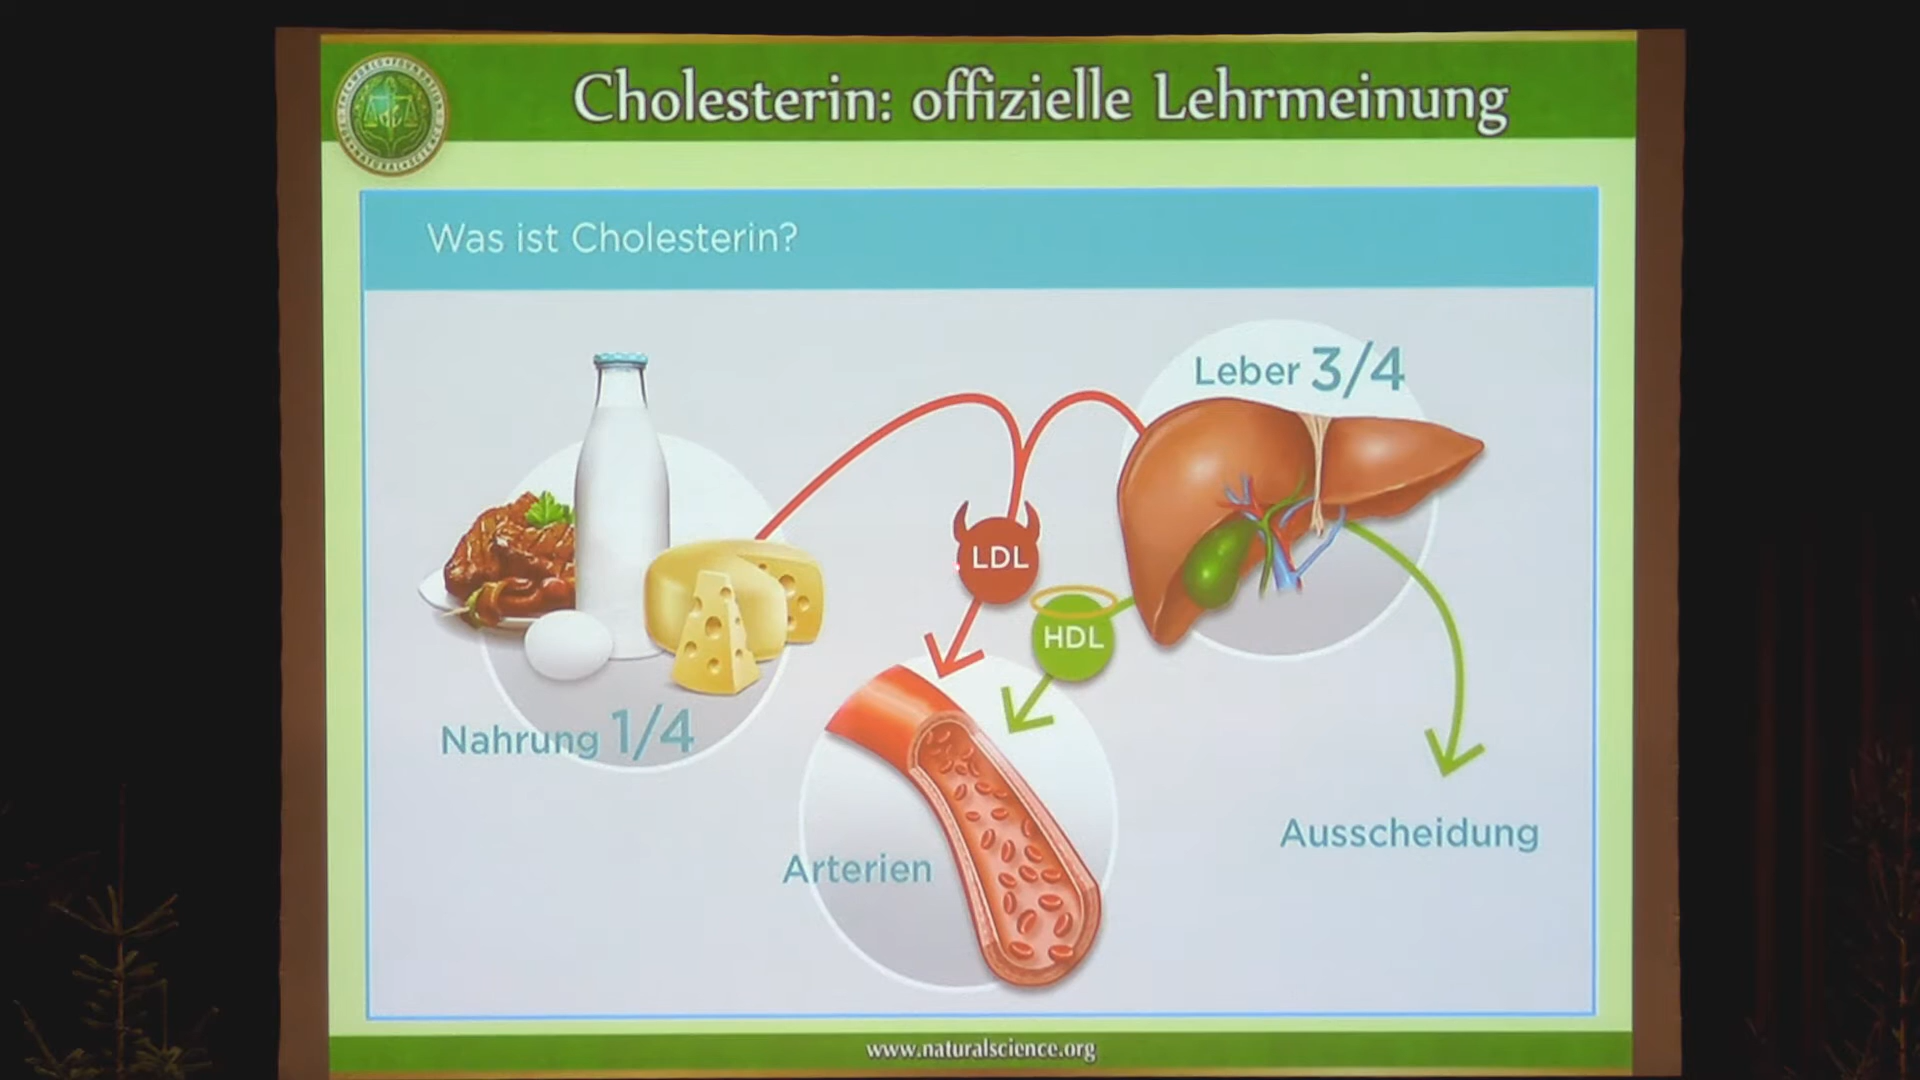 Cholesterin: offizielle Lehrmeinung
Was ist Cholesterin?
Leber 3/4
LDL
HDL
Nahrung 1/4
Arterien
Ausscheidung
www.naturalscience.org